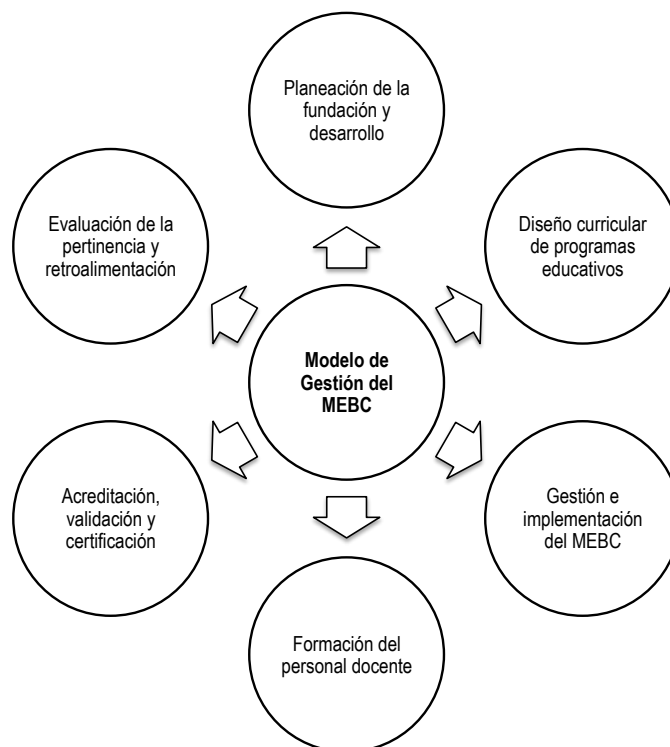 Planeación de la
fundación y
desarrollo
Diseño curricular
de programas
educativos
Gestión e
implementación
del MEBC
Formación del
personal docente
Acreditación,
validación y
certificación
Evaluación de la
pertinencia y
retroalimentación
Modelo de
Gestión del
MEBC